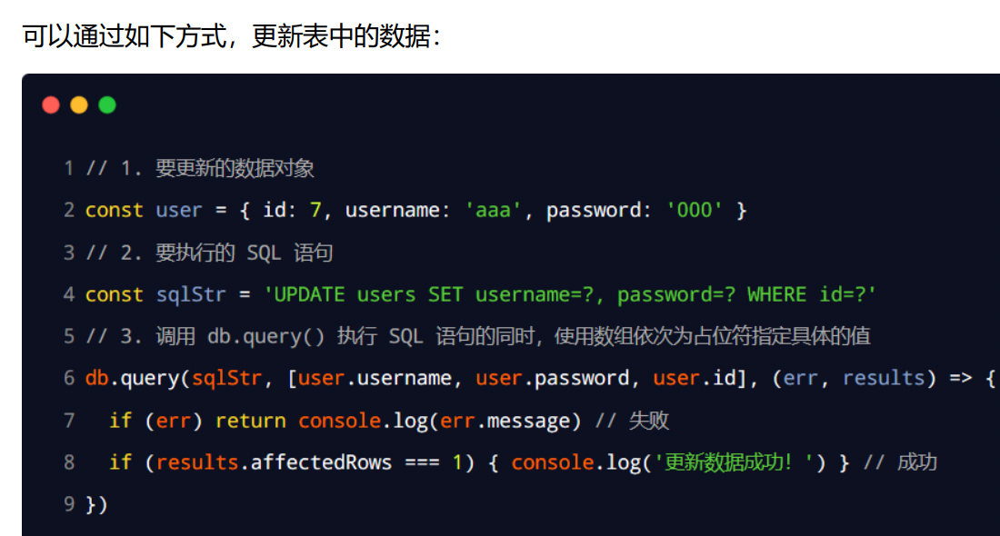 可以通过如下方式，更新表中的数据：
1 // 1. 要更新的数据对象
2 const user = { id: 7, username: 'aaa', password: '000' }
3 // 2. 要执行的 SQL 语句
4 const sqlStr = 'UPDATE users SET username=?, password=? WHERE id=?'
5 // 3. 调用 db.query() 执行 SQL 语句的同时，使用数组依次为占位符指定具体的值
6 db.query(sqlStr, [user.username, user.password, user.id], (err, results) => {
7   if (err) return console.log(err.message) // 失败
8   if (results.affectedRows === 1) { console.log('更新数据成功！') } // 成功
9 })